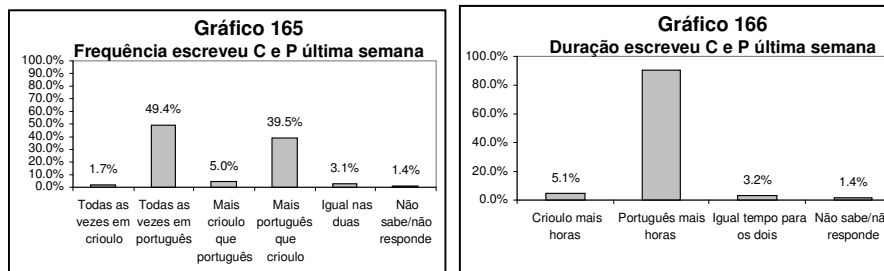 Gráfico 165
Frequência escreveu C e P última semana
100.0%
90.0%
80.0%
70.0%
60.0%
50.0%
40.0%
30.0%
20.0%
10.0%
0.0%
1.7%
49.4%
5.0%
39.5%
3.1%
1.4%
Todas as vezes em crioulo
Todas as vezes em português
Mais crioulo que português
Mais português que crioulo
Igual nas duas
Não sabe/não responde
Gráfico 166
Duração escreveu C e P última semana
100.0%
80.0%
60.0%
40.0%
20.0%
0.0%
5.1%
3.2%
1.4%
Crioulo mais horas
Português mais horas
Igual tempo para os dois
Não sabe/nã responde